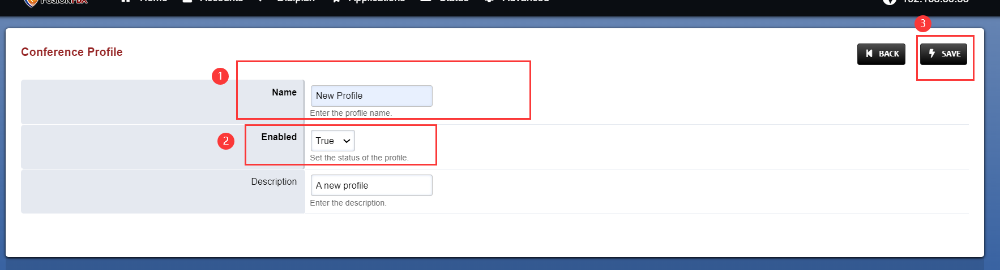 FUSIONPBX Home Accounts Dialplan Applications Status Advanced
3
Conference Profile
BACK
SAVE
1
Name
New Profile
Enter the profile name.
2
Enabled
True
Set the status of the profile.
Description
A new profile
Enter the description.